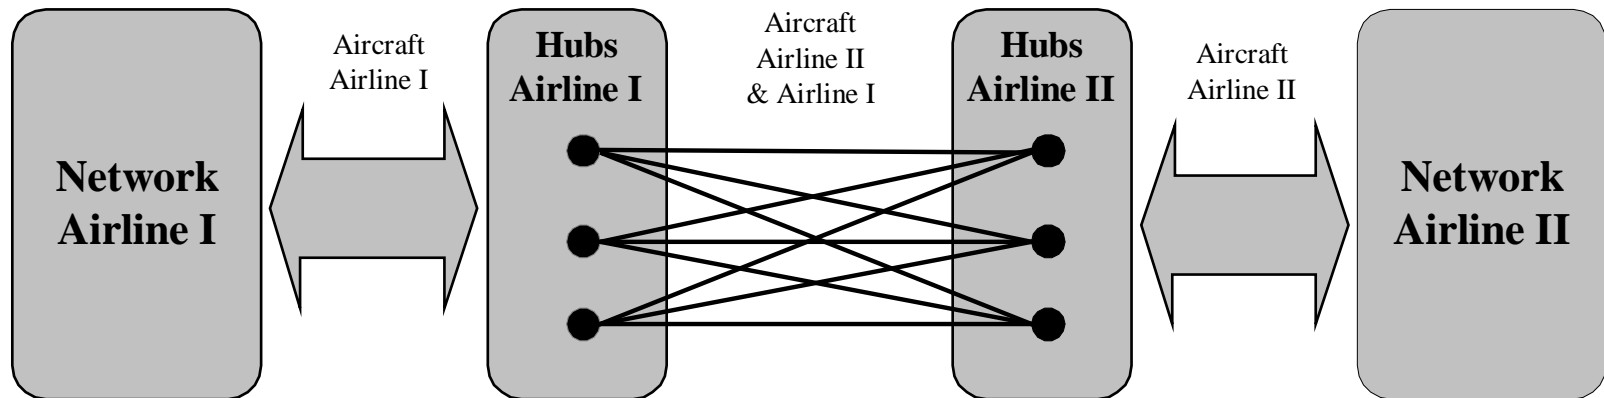 Network
Airline I
Aircraft
Airline I
Hubs
Airline I
Aircraft
Airline II
& Airline I
Hubs
Airline II
Aircraft
Airline II
Network
Airline II